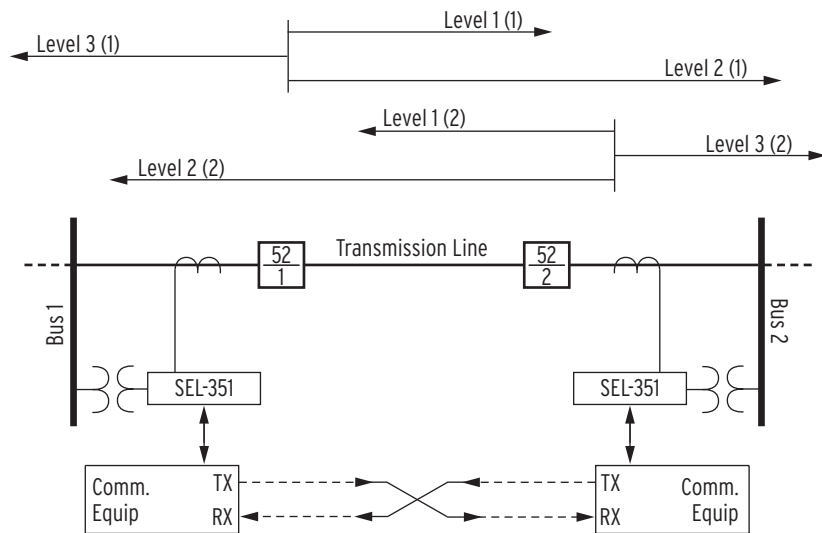 Level 1 (1)
Level 3 (1)
Level 2 (1)
Level 1 (2)
Level 3 (2)
Level 2 (2)
52
1
Transmission Line
52
2
Bus 1
Bus 2
SEL-351
SEL-351
Comm.
Equip
TX
RX
TX
RX
Comm.
Equip